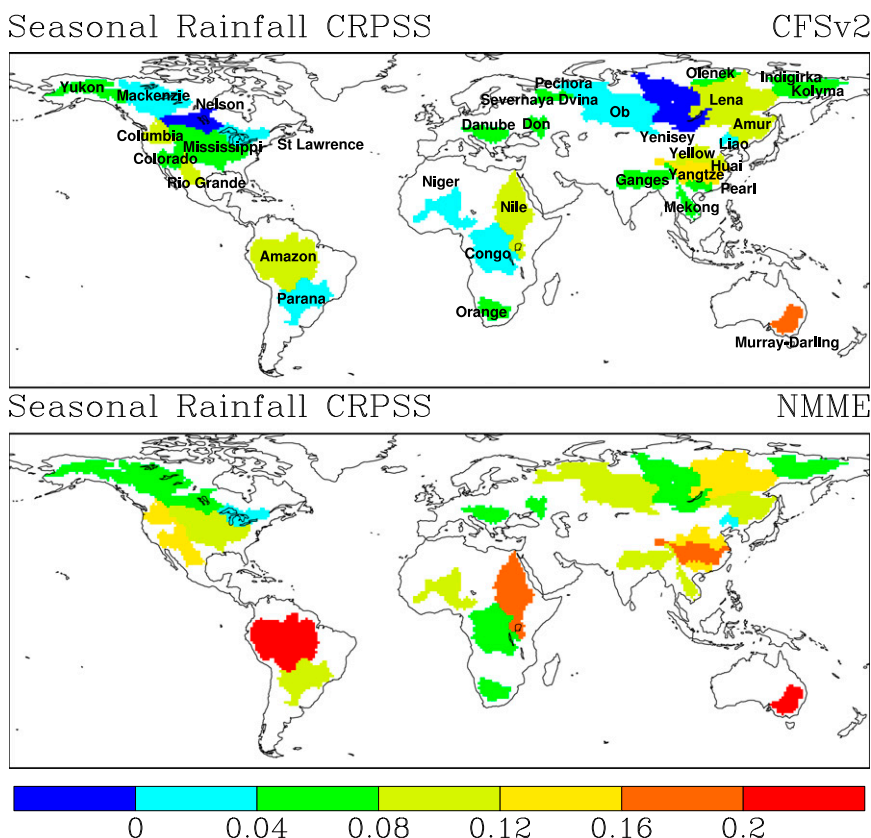 Seasonal Rainfall CRPSS CFSv2
Yukon
Mackenzie
Nelson
Columbia
Mississippi
St Lawrence
Colorado
Rio Grande
Amazon
Parana
Niger
Nile
Congo
Orange
Danube
Don
Pechora
Severhaya Dvina
Ob
Yenisey
Olenek
Lena
Indigirka
Kolyma
Amur
Liao
Yellow
Huai
Yangtze
Pearl
Ganges
Mekong
Murray-Darling
Seasonal Rainfall CRPSS NMME
0 0.04 0.08 0.12 0.16 0.2